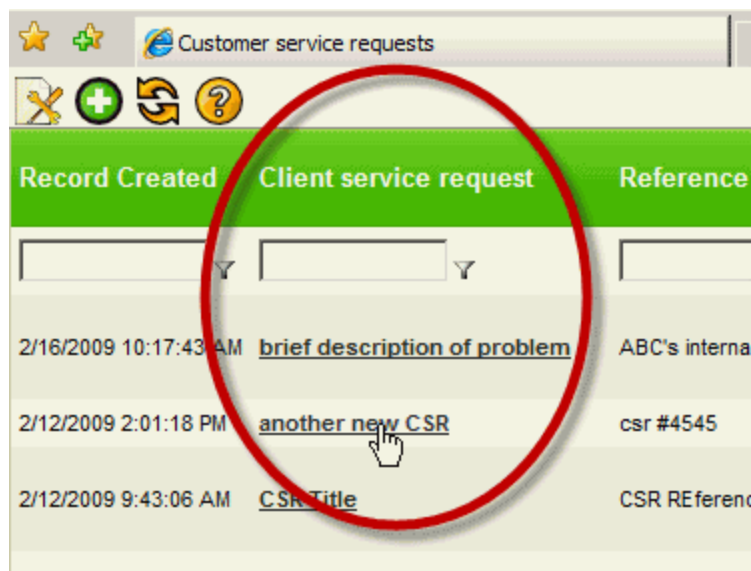 Customer service requests
Record Created Client service request Reference
2/16/2009 10:17:43 AM brief description of problem ABC's interna
2/12/2009 2:01:18 PM another new CSR csr #4545
2/12/2009 9:43:06 AM CSR Title CSR REferenc